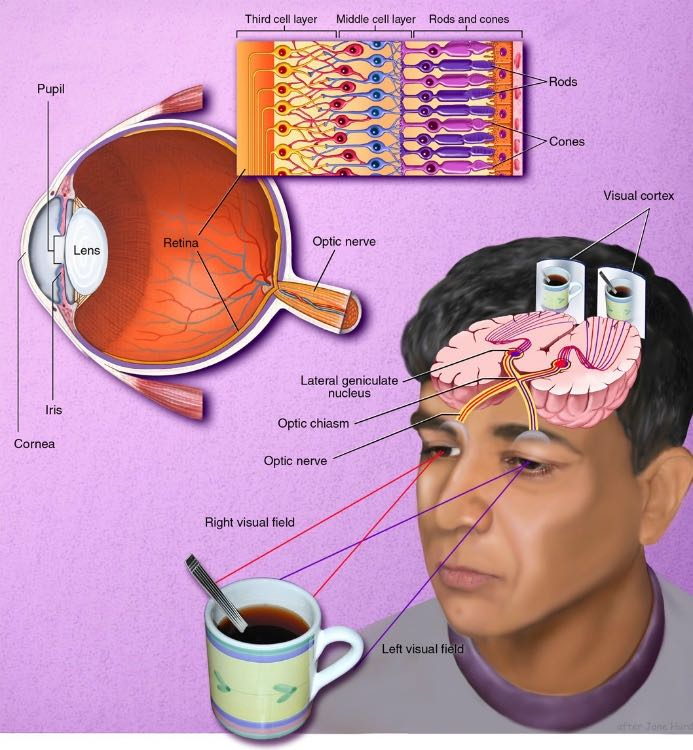 Third cell layer
Middle cell layer
Rods and cones
Pupil
Rods
Cones
Visual cortex
Lens
Retina
Optic nerve
Lateral geniculate
nucleus
Iris
Optic chiasm
Cornea
Optic nerve
Right visual field
Left visual field